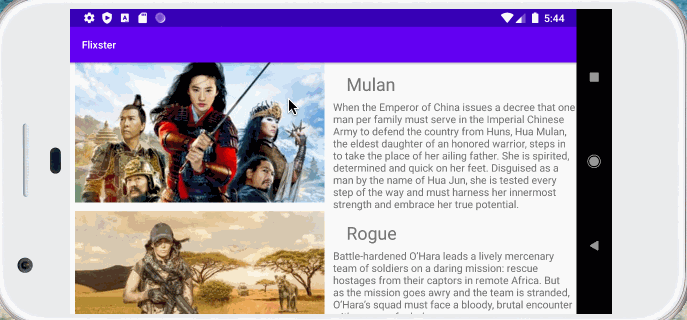 5:44
Flixster
Mulan
When the Emperor of China issues a decree that one
man per family must serve in the Imperial Chinese
Army to defend the country from Huns, Hua Mulan,
the eldest daughter of an honored warrior, steps in
to take the place of her ailing father. She is spirited,
determined and quick on her feet. Disguised as a
man by the name of Hua Jun, she is tested every
step of the way and must harness her innermost
strength and embrace her true potential.
Rogue
Battle-hardened O'Hara leads a lively mercenary
team of soldiers on a daring mission: rescue
hostages from their captors in remote Africa. But
as the mission goes awry and the team is stranded,
O'Hara's squad must face a bloody, brutal encounter